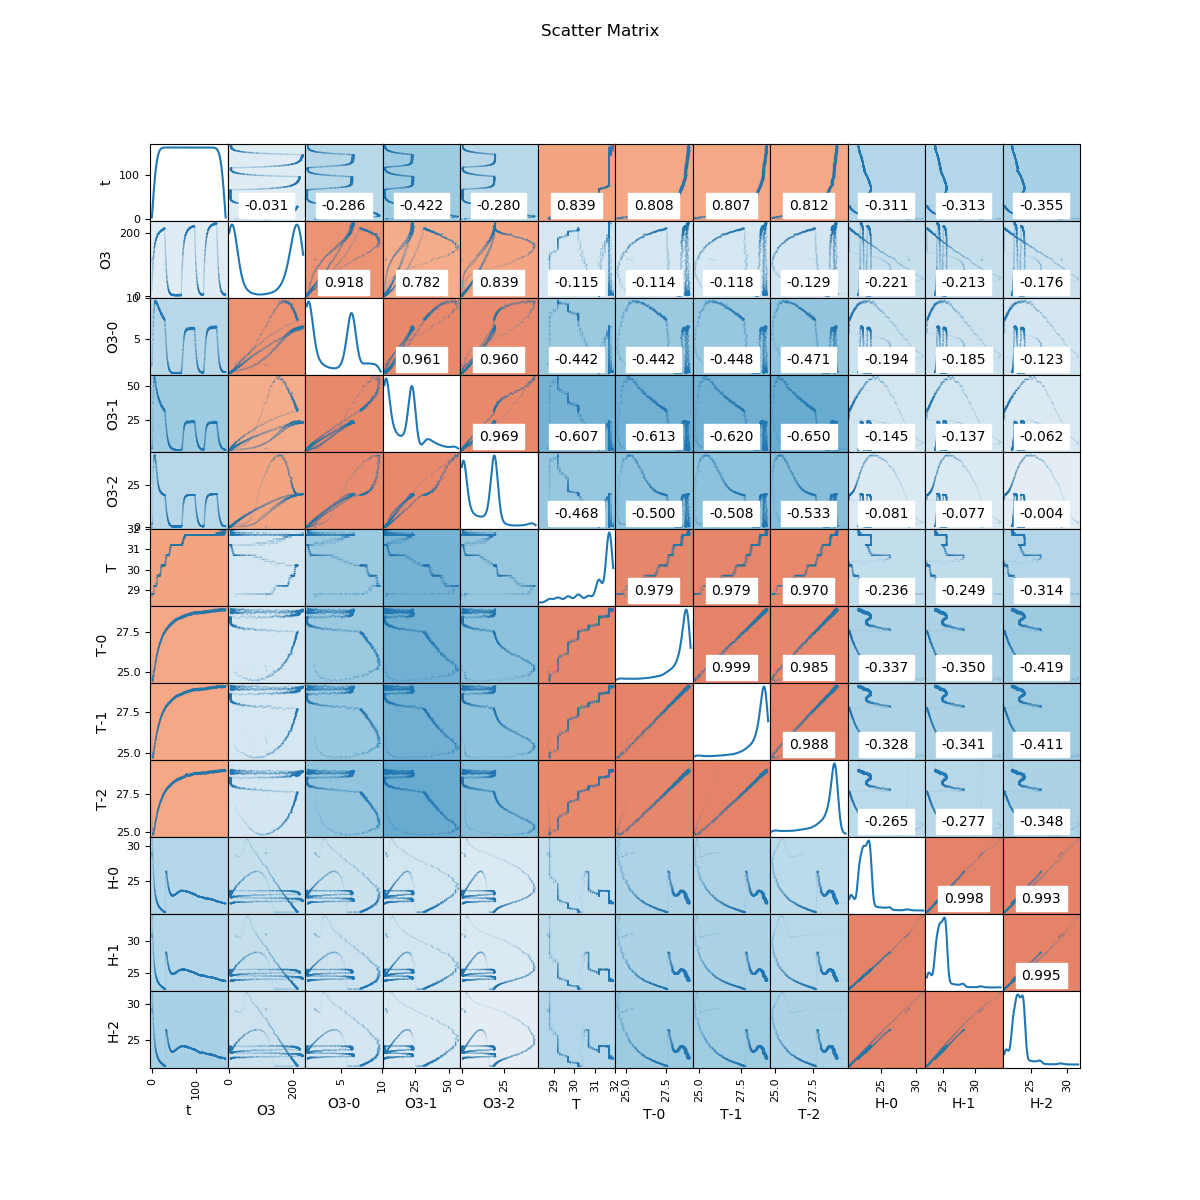 Scatter Matrix
t 100 0 -0.031 -0.286 -0.422 -0.280 0.839 0.808 0.807 0.812 -0.311 -0.313 -0.355
O3 200 0 0.918 0.782 0.839 -0.115 -0.114 -0.118 -0.129 -0.221 -0.213 -0.176
O3-0 10 5 0.961 0.960 -0.442 -0.442 -0.448 -0.471 -0.194 -0.185 -0.123
O3-1 50 25 0.969 -0.607 -0.613 -0.620 -0.650 -0.145 -0.137 -0.062
O3-2 25 0 -0.468 -0.500 -0.508 -0.533 -0.081 -0.077 -0.004
T 32 31 30 29 0.979 0.979 0.970 -0.236 -0.249 -0.314
T-0 27.5 25.0 0.999 0.985 -0.337 -0.350 -0.419
T-1 27.5 25.0 0.988 -0.328 -0.341 -0.411
T-2 27.5 25.0 -0.265 -0.277 -0.348
H-0 30 25 0.998 0.993
H-1 30 25 0.995
H-2 30 25
0 100 0 200 5 10 25 50 0 25 29 30 31 32 25.0 27.5 25.0 27.5 25.0 27.5 25 30 25 30 25 30
t O3 O3-0 O3-1 O3-2 T T-0 T-1 T-2 H-0 H-1 H-2